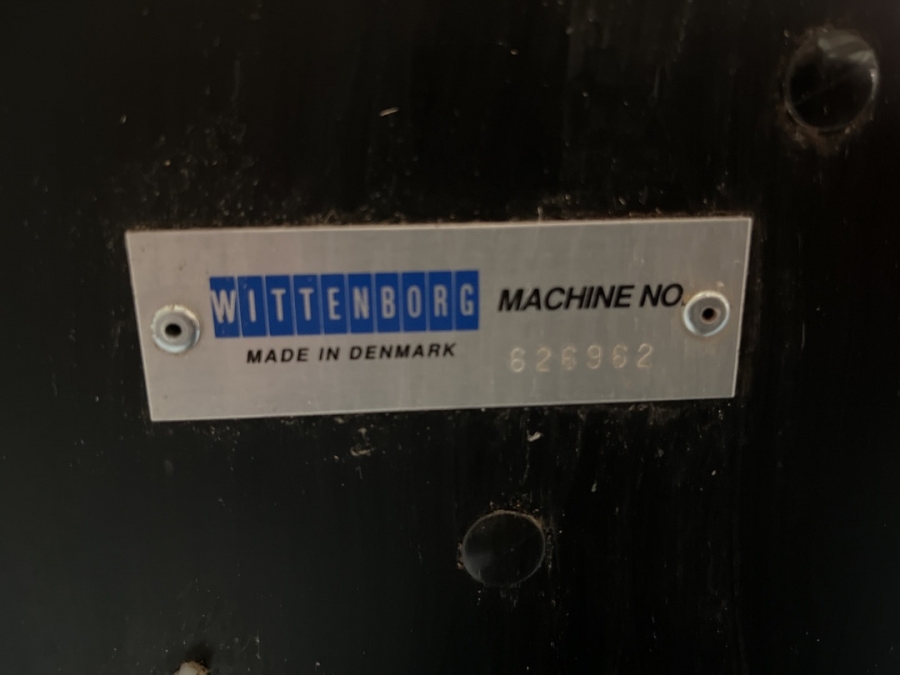 WITTENBORG
MACHINE NO.
MADE IN DENMARK
626962